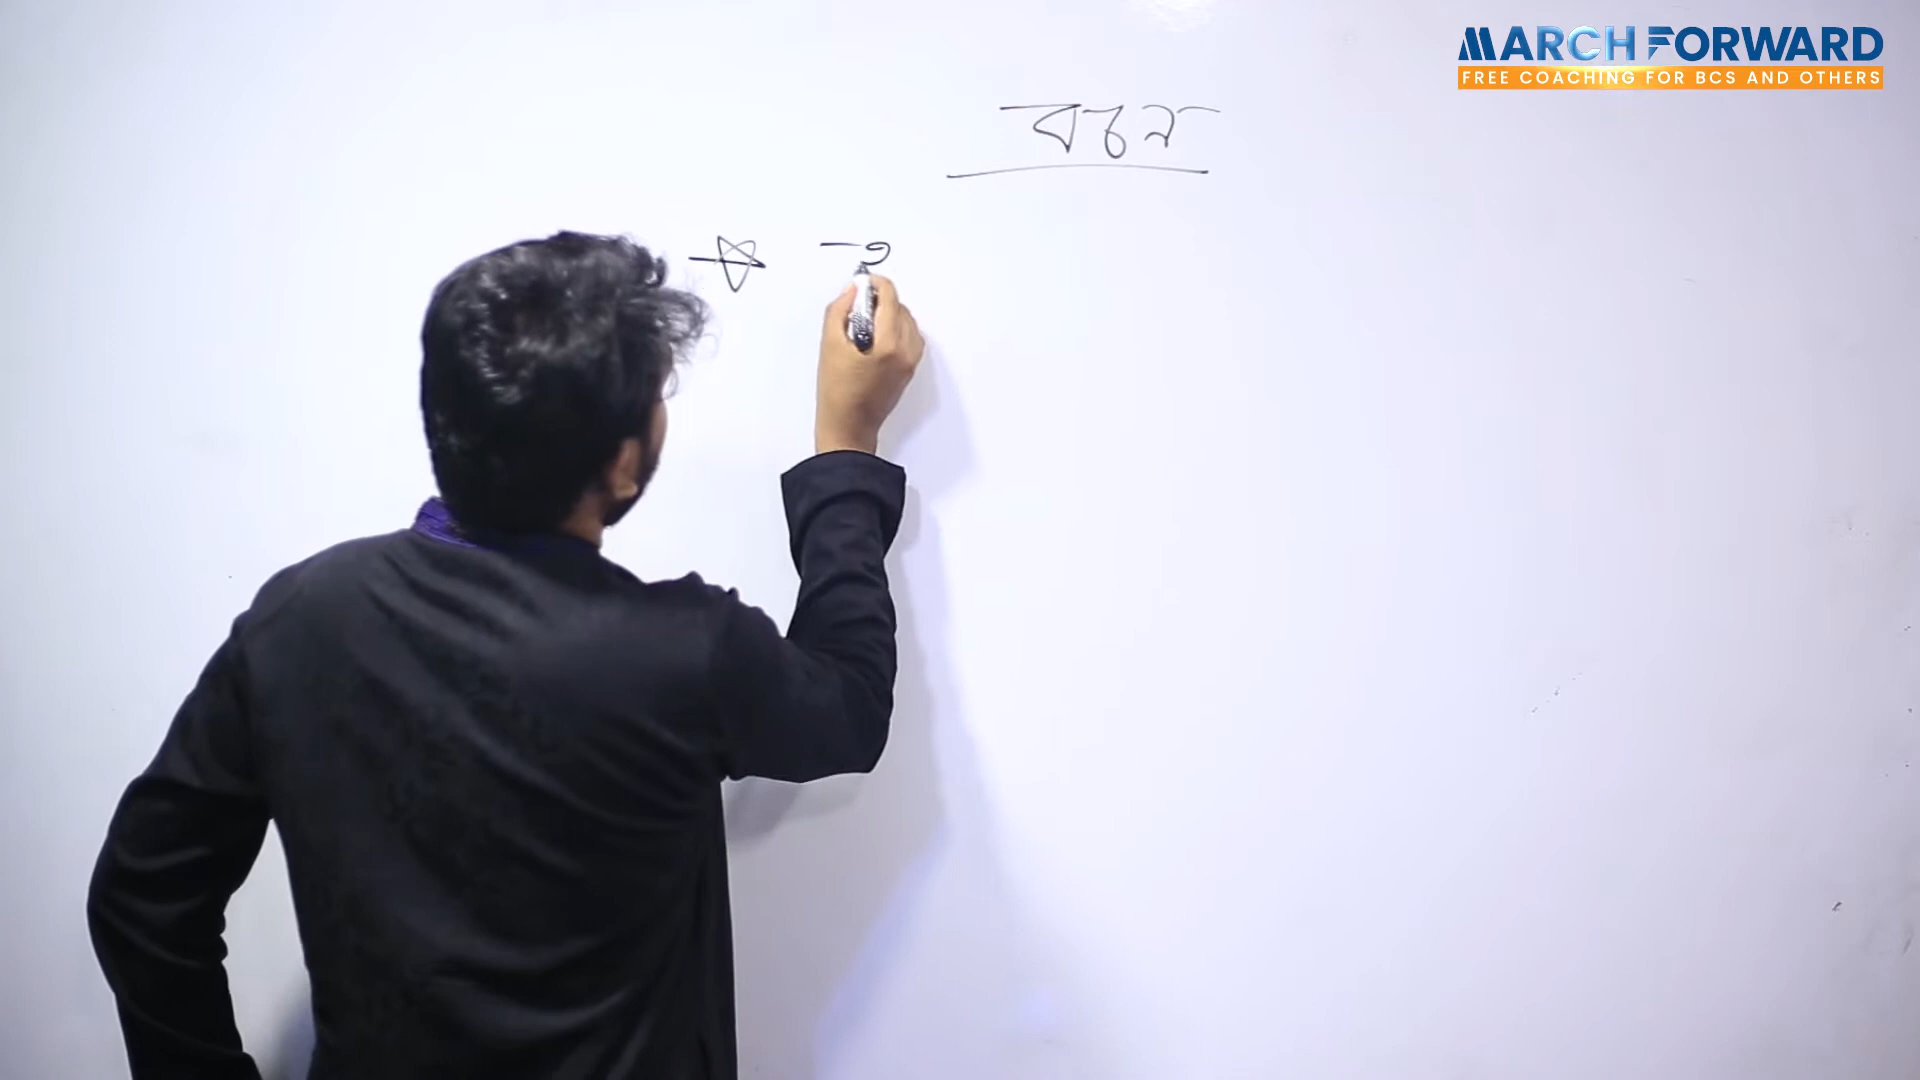 MARCH FORWARD
FREE COACHING FOR BCS AND OTHERS
বচন